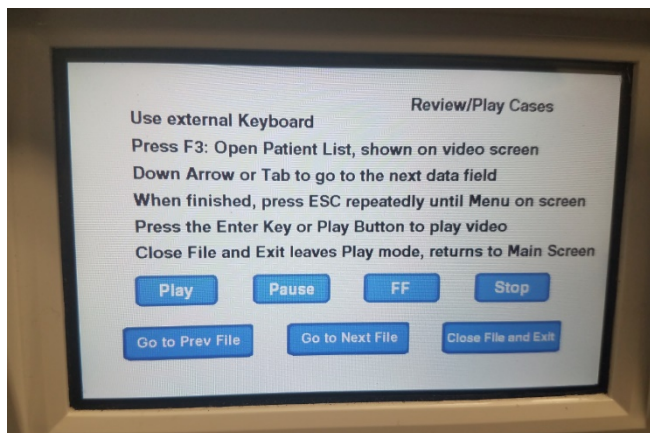 Review/Play Cases
Use external Keyboard
Press F3: Open Patient List, shown on video screen
Down Arrow or Tab to go to the next data field
When finished, press ESC repeatedly until Menu on screen
Press the Enter Key or Play Button to play video
Close File and Exit leaves Play mode, returns to Main Screen
Play Pause FF Stop
Go to Prev File Go to Next File Close File and Exit